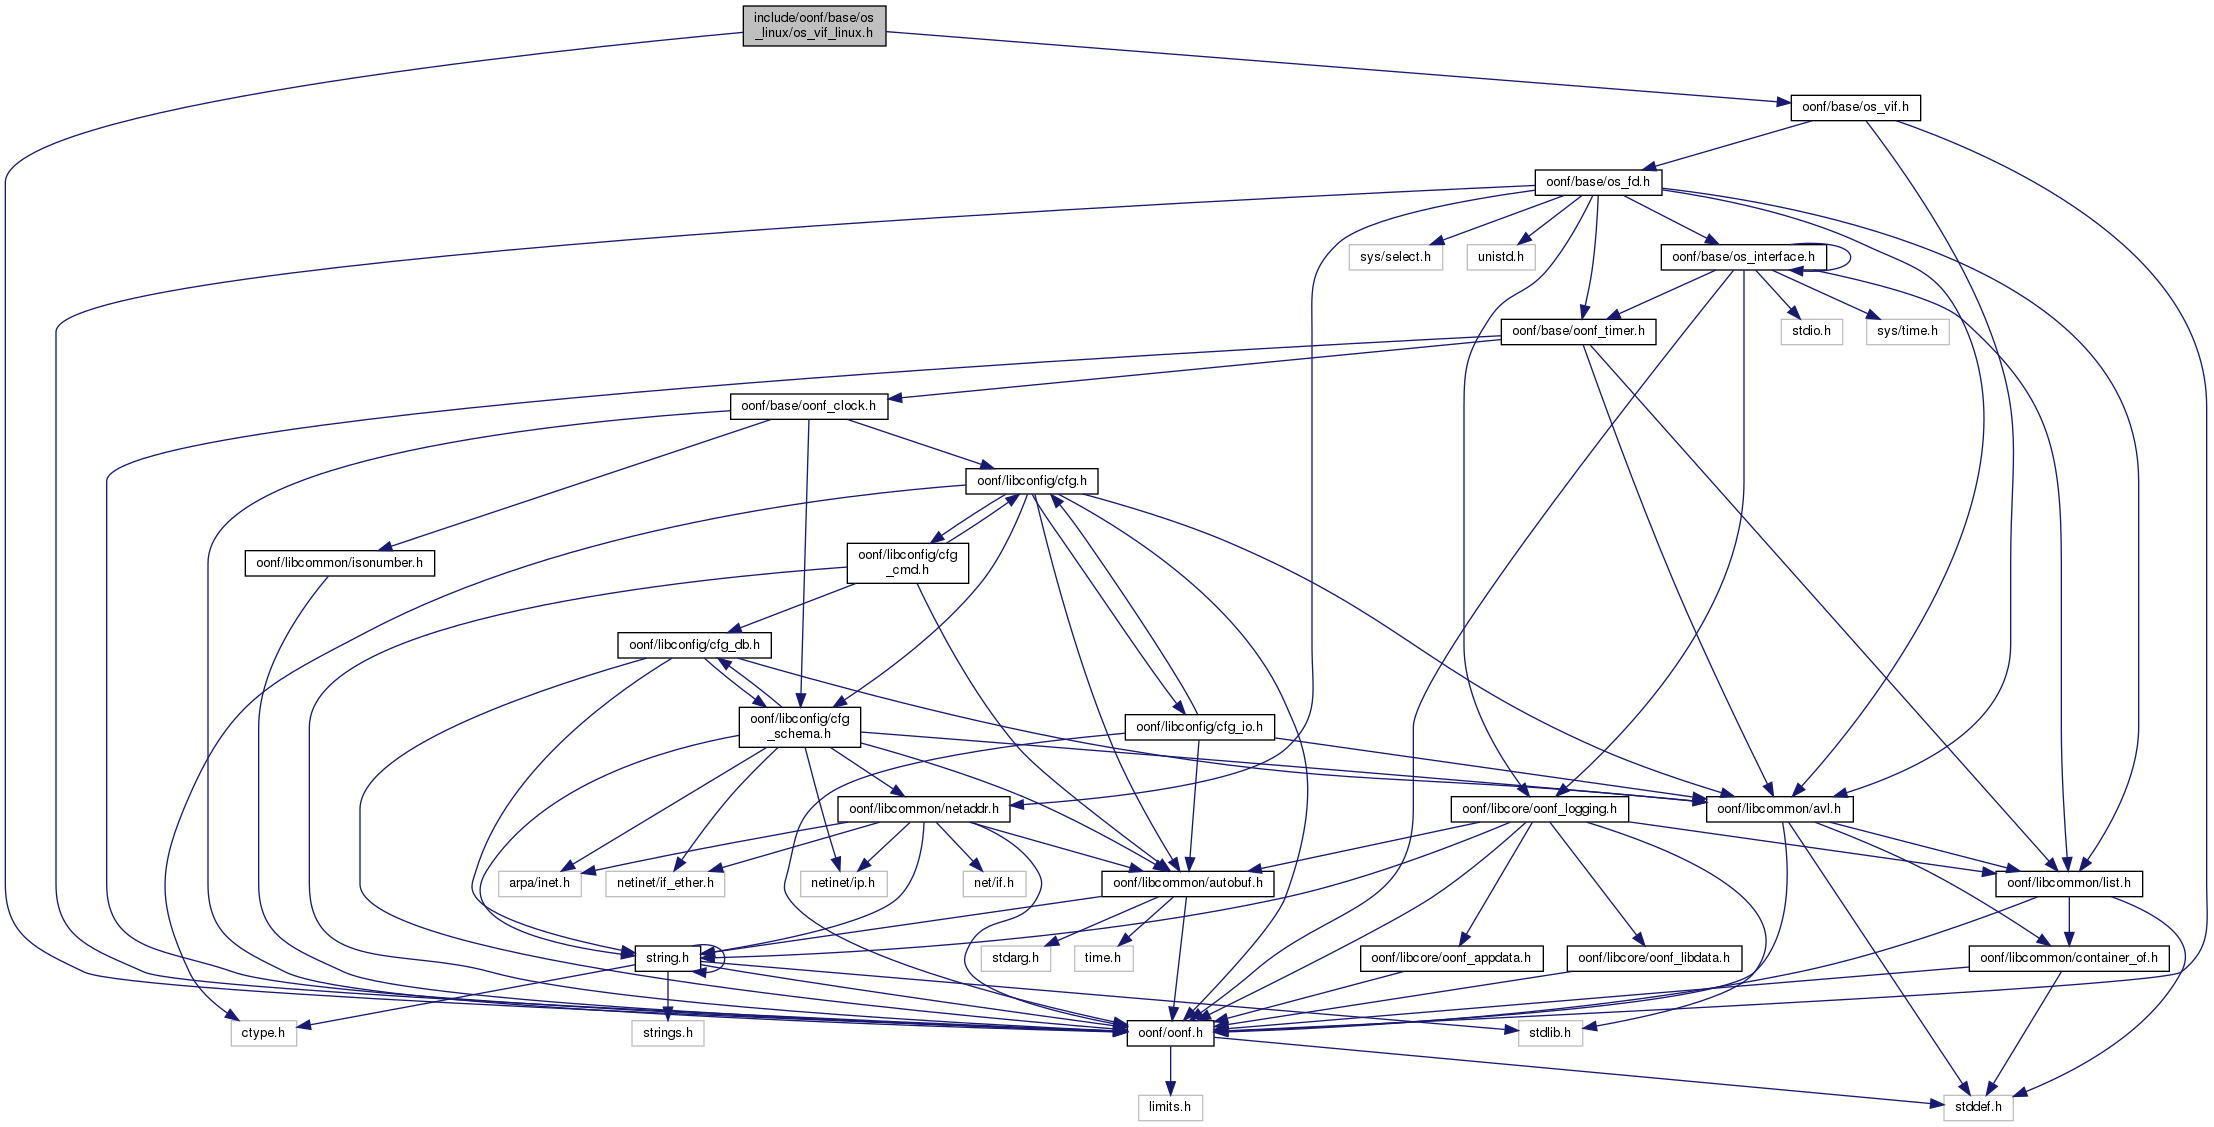 include/oonf/base/os
_linux/os_vif_linux.h
oonf/base/os_vif.h
oonf/base/os_fd.h
sys/select.h
unistd.h
oonf/base/os_interface.h
oonf/base/oonf_timer.h
stdio.h
sys/time.h
oonf/base/oonf_clock.h
oonf/libconfig/cfg.h
oonf/libcommon/isonumber.h
oonf/libconfig/cfg
_cmd.h
oonf/libconfig/cfg_db.h
oonf/libconfig/cfg
_schema.h
oonf/libconfig/cfg_io.h
oonf/libcommon/netaddr.h
oonf/libcore/oonf_logging.h
oonf/libcommon/avl.h
arpa/inet.h
netinet/if_ether.h
netinet/ip.h
net/if.h
oonf/libcommon/autobuf.h
oonf/libcommon/list.h
string.h
stdarg.h
time.h
oonf/libcore/oonf_appdata.h
oonf/libcore/oonf_libdata.h
oonf/libcommon/container_of.h
ctype.h
strings.h
oonf/oonf.h
stdlib.h
limits.h
stddef.h